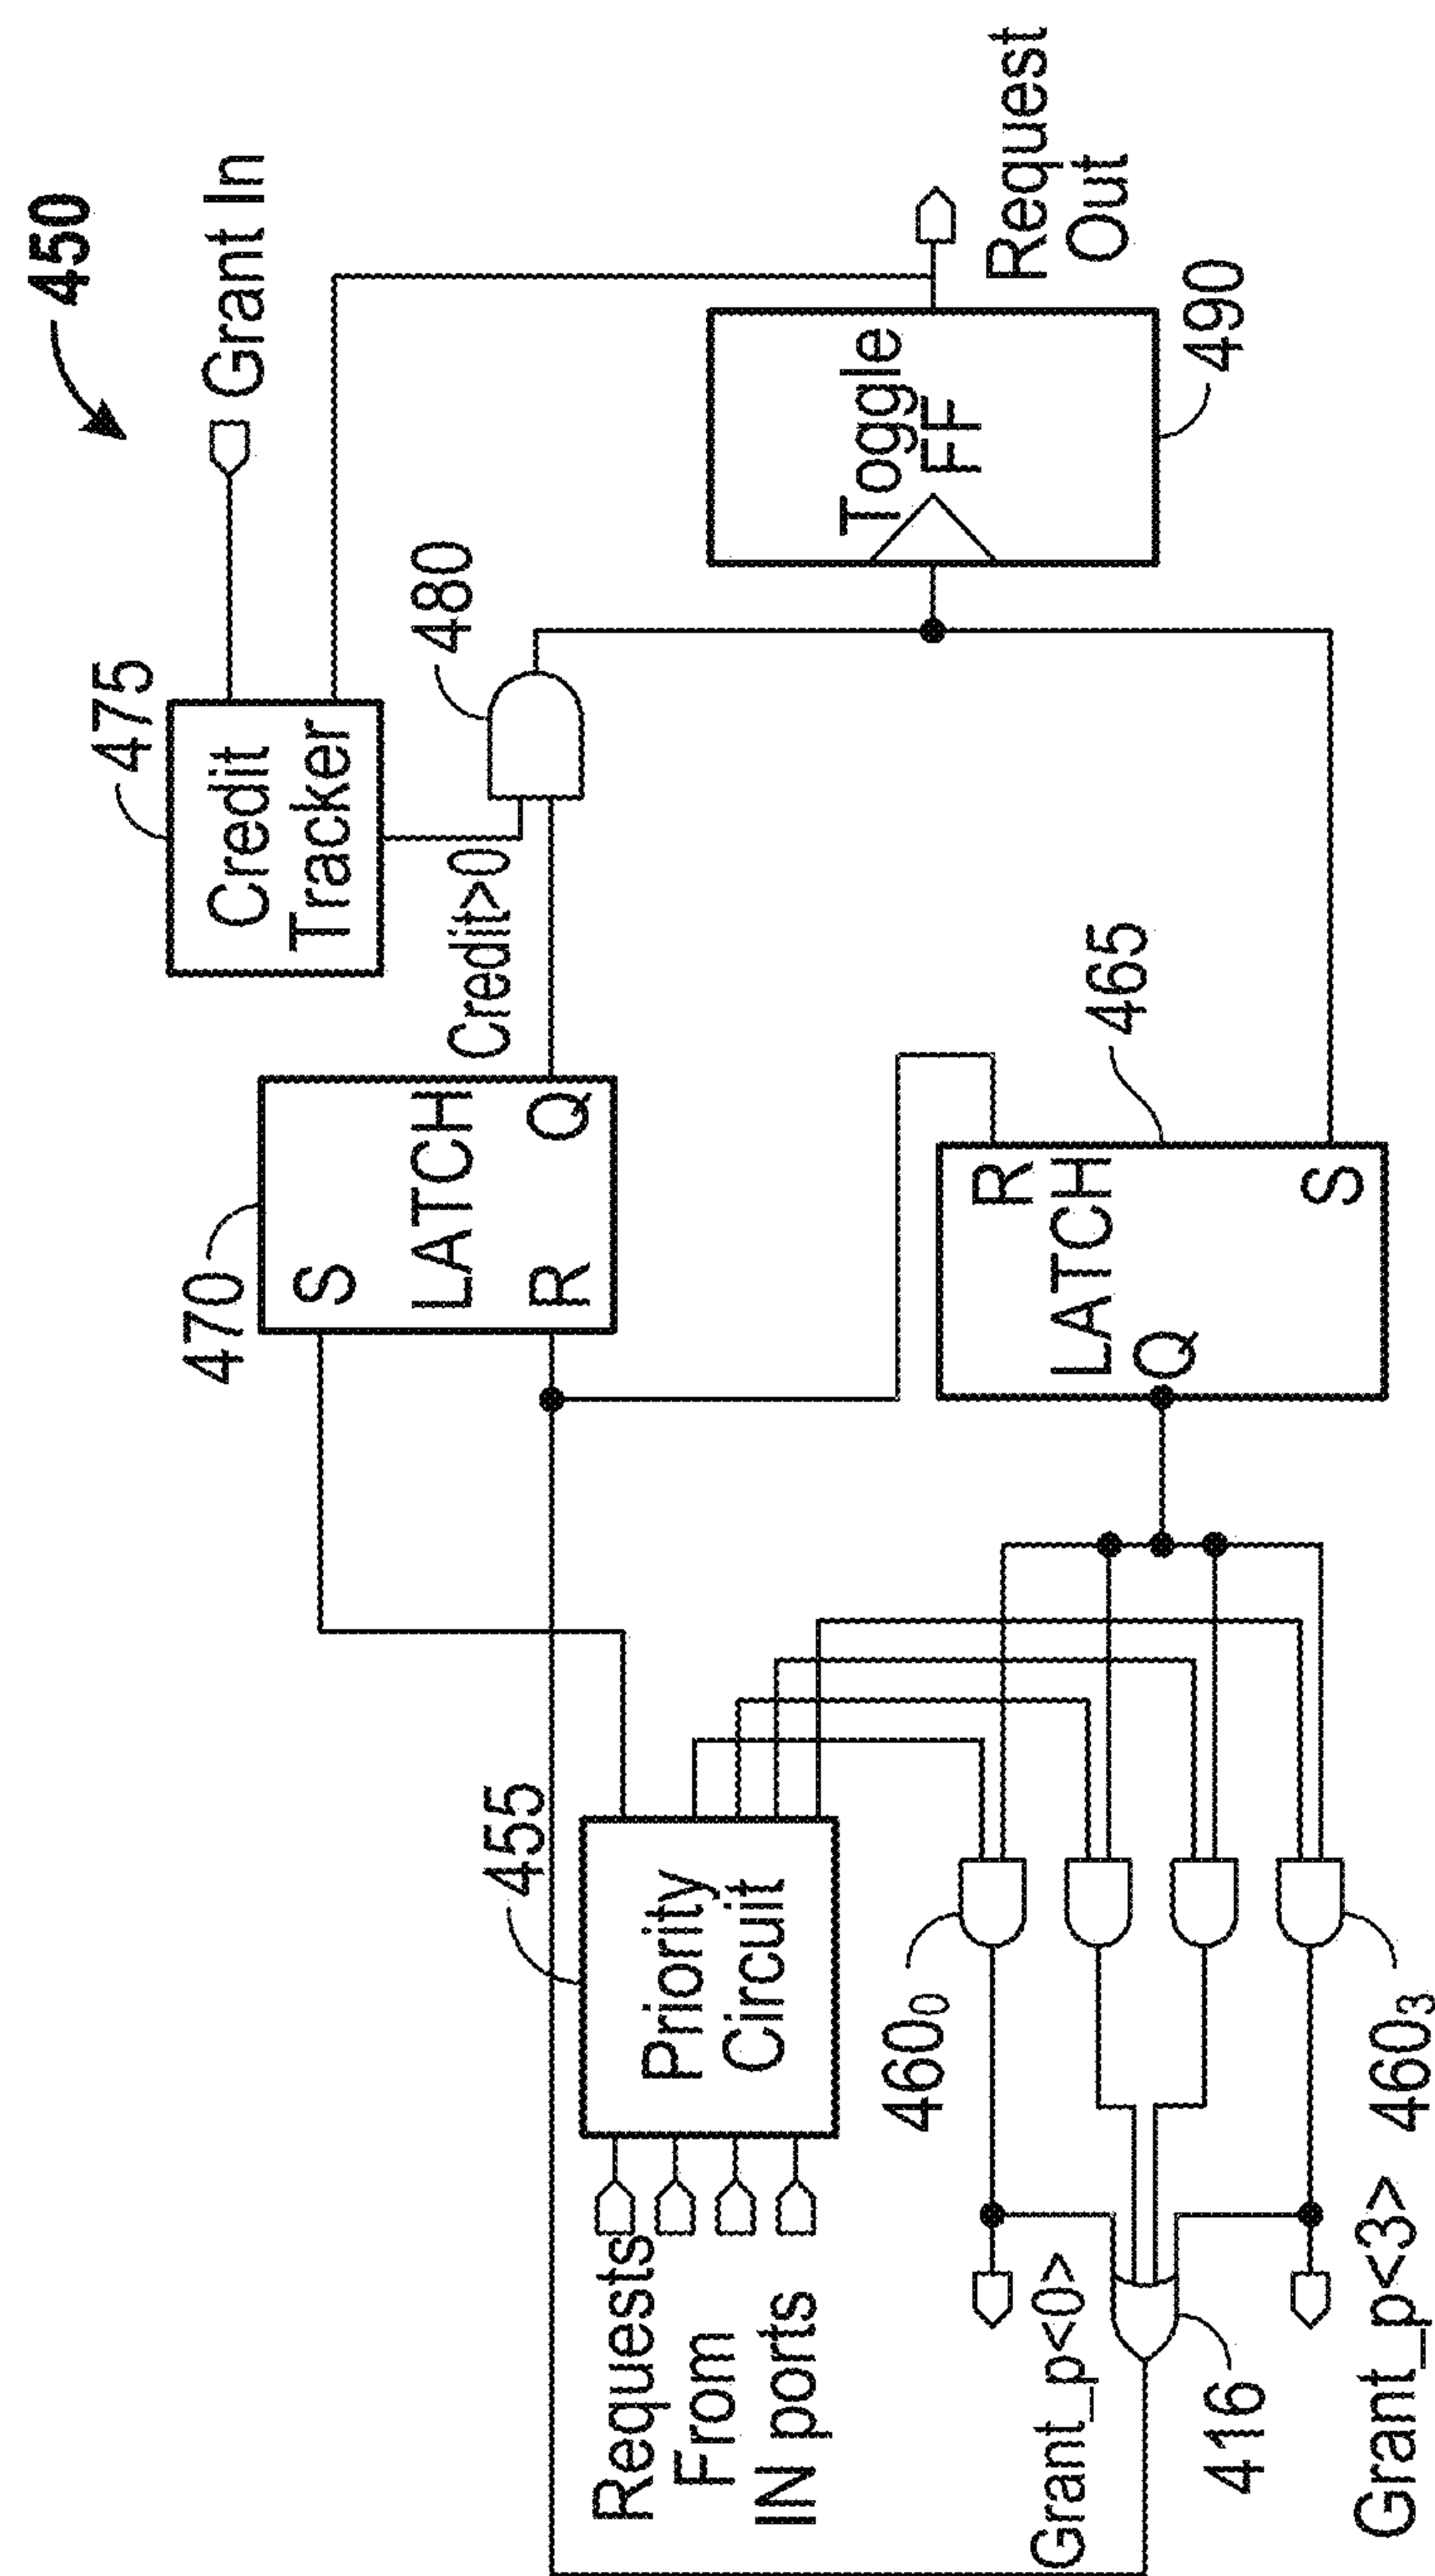 450
Grant In
475
Credit
Tracker
480
Credit>0
470
S
LATCH
R
Q
Toggle
FF
490
Request
Out
455
Priority
Circuit
Requests
From
IN ports
R
LATCH
Q
S
465
460₀
460₃
Grant_p<0>
416
Grant_p<3>